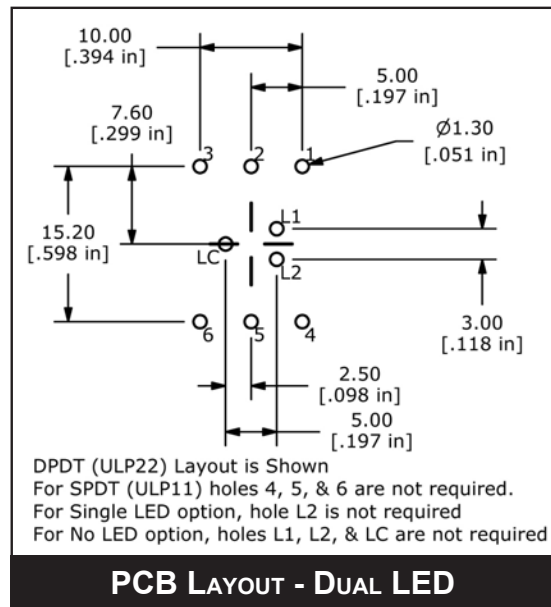 10.00
[.394 in]
5.00
[.197 in]
7.60
[.299 in]
Ø1.30
[.051 in]
3
2
1
15.20
[.598 in]
L1
LC
L2
3.00
[.118 in]
6
5
4
2.50
[.098 in]
5.00
[.197 in]
DPDT (ULP22) Layout is Shown
For SPDT (ULP11) holes 4, 5, & 6 are not required.
For Single LED option, hole L2 is not required
For No LED option, holes L1, L2, & LC are not required
PCB LAYOUT - DUAL LED